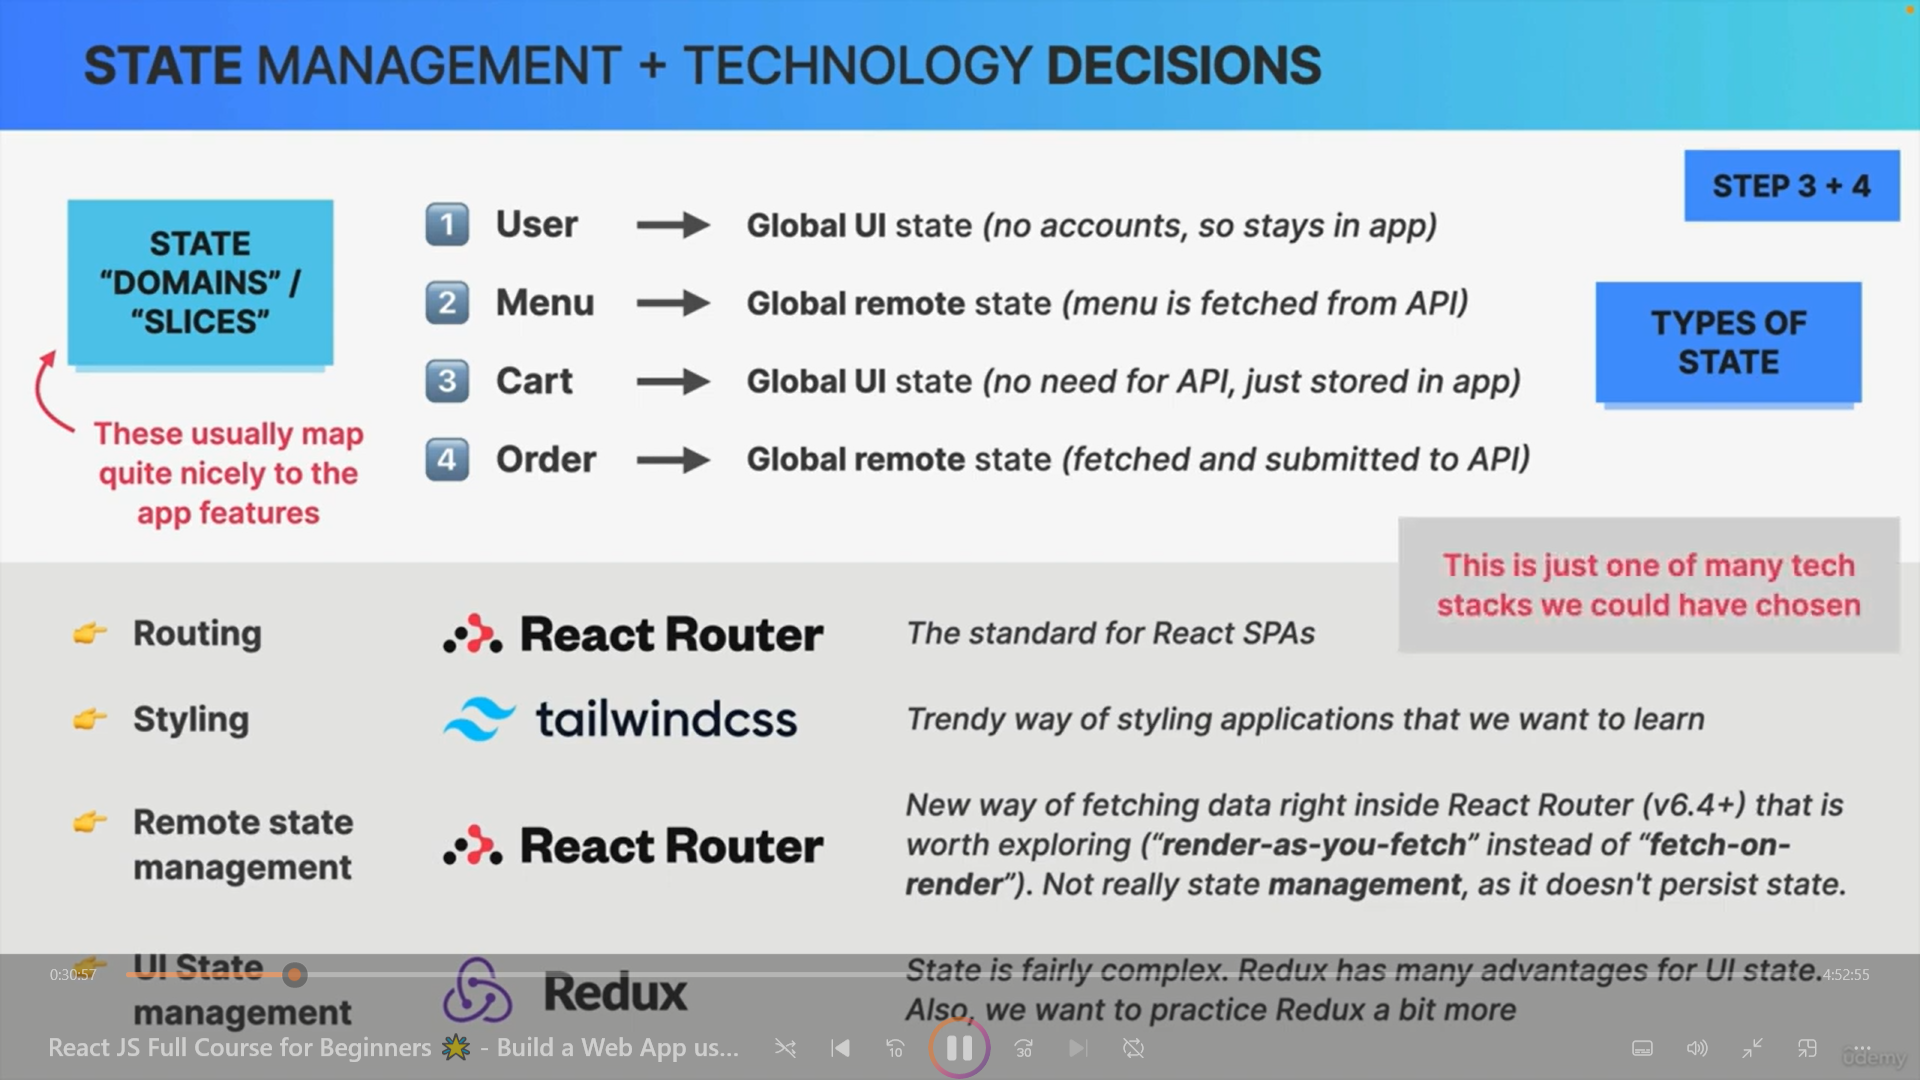 STATE MANAGEMENT + TECHNOLOGY DECISIONS
STEP 3 + 4
STATE
“DOMAINS” /
“SLICES”
These usually map
quite nicely to the
app features
1 User → Global UI state (no accounts, so stays in app)
2 Menu → Global remote state (menu is fetched from API)
3 Cart → Global UI state (no need for API, just stored in app)
4 Order → Global remote state (fetched and submitted to API)
TYPES OF
STATE
This is just one of many tech
stacks we could have chosen
Routing
React Router
The standard for React SPAs
Styling
tailwindcss
Trendy way of styling applications that we want to learn
Remote state
management
React Router
New way of fetching data right inside React Router (v6.4+) that is
worth exploring (“render-as-you-fetch” instead of “fetch-on-
render”). Not really state management, as it doesn't persist state.
UI State
management
Redux
State is fairly complex. Redux has many advantages for UI state.
Also, we want to practice Redux a bit more
0:30:57
4:52:55
React JS Full Course for Beginners 🌟 - Build a Web App us...
10
30
ûdemy